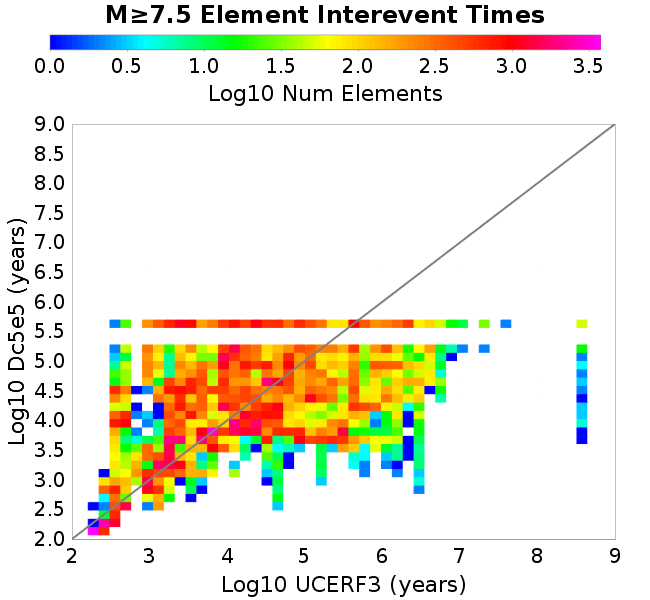 M≥7.5 Element Interevent Times
0.0 0.5 1.0 1.5 2.0 2.5 3.0 3.5
Log10 Num Elements
9.0
8.5
8.0
7.5
7.0
6.5
6.0
5.5
5.0
4.5
4.0
3.5
3.0
2.5
2.0
Log10 Dc5e5 (years)
2 3 4 5 6 7 8 9
Log10 UCERF3 (years)